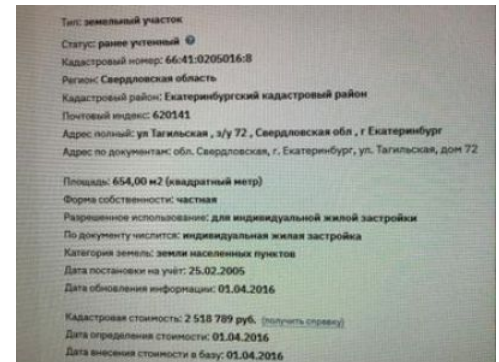 Тип: земельный участок
Статус: ранее учтенный
Кадастровый номер: 66:41:0205016:8
Регион: Свердловская область
Кадастровый район: Екатеринбургский кадастровый район
Почтовый индекс: 620141
Адрес полный: ул Тагильская , з/у 72 , Свердловская обл , г Екатеринбург
Адрес по документам: обл. Свердловская, г. Екатеринбург, ул. Тагильская, дом 72
Площадь: 654,00 м2 (квадратный метр)
Форма собственности: частная
Разрешенное использование: для индивидуальной жилой застройки
По документу числится: индивидуальная жилая застройка
Категория земель: земли населенных пунктов
Дата постановки на учёт: 25.02.2005
Дата обновления информации: 01.04.2016
Кадастровая стоимость: 2 518 789 руб. (получить справку)
Дата определения стоимости: 01.04.2016
Дата внесения стоимости в базу: 01.04.2016